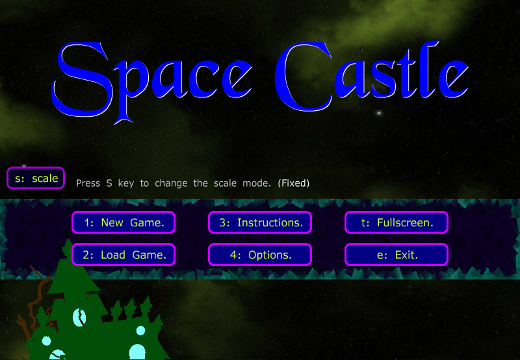 Space Castle
s: scale
Press S key to change the scale mode. (Fixed)
1: New Game. 3: Instructions. t: Fullscreen.
2: Load Game. 4: Options. e: Exit.